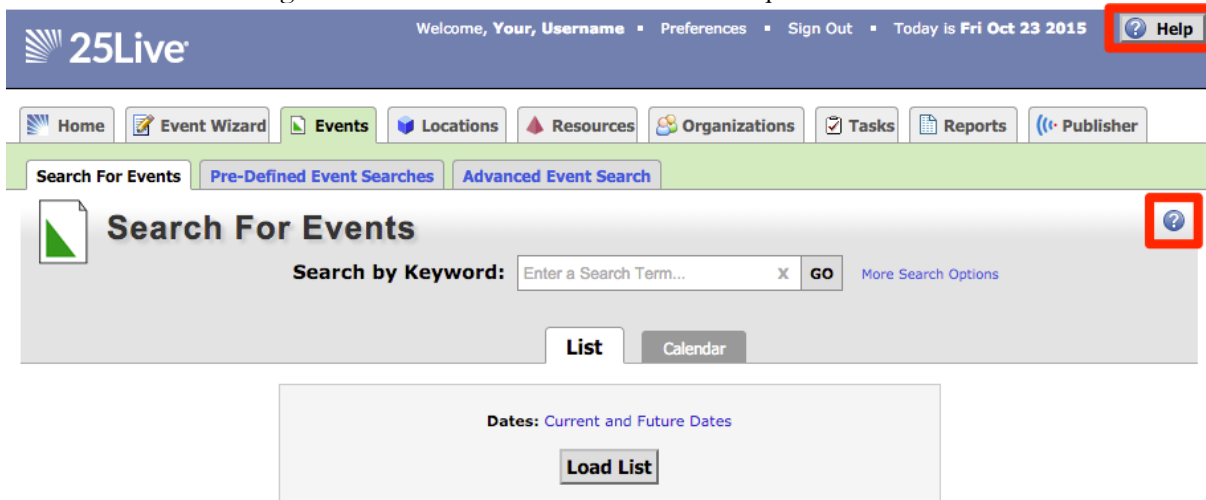 25Live
Welcome, Your, Username ▪ Preferences ▪ Sign Out ▪ Today is Fri Oct 23 2015
? Help
Home Event Wizard Events Locations Resources Organizations Tasks Reports Publisher
Search For Events Pre-Defined Event Searches Advanced Event Search
Search For Events ?
Search by Keyword: Enter a Search Term... X GO More Search Options
List Calendar
Dates: Current and Future Dates
Load List